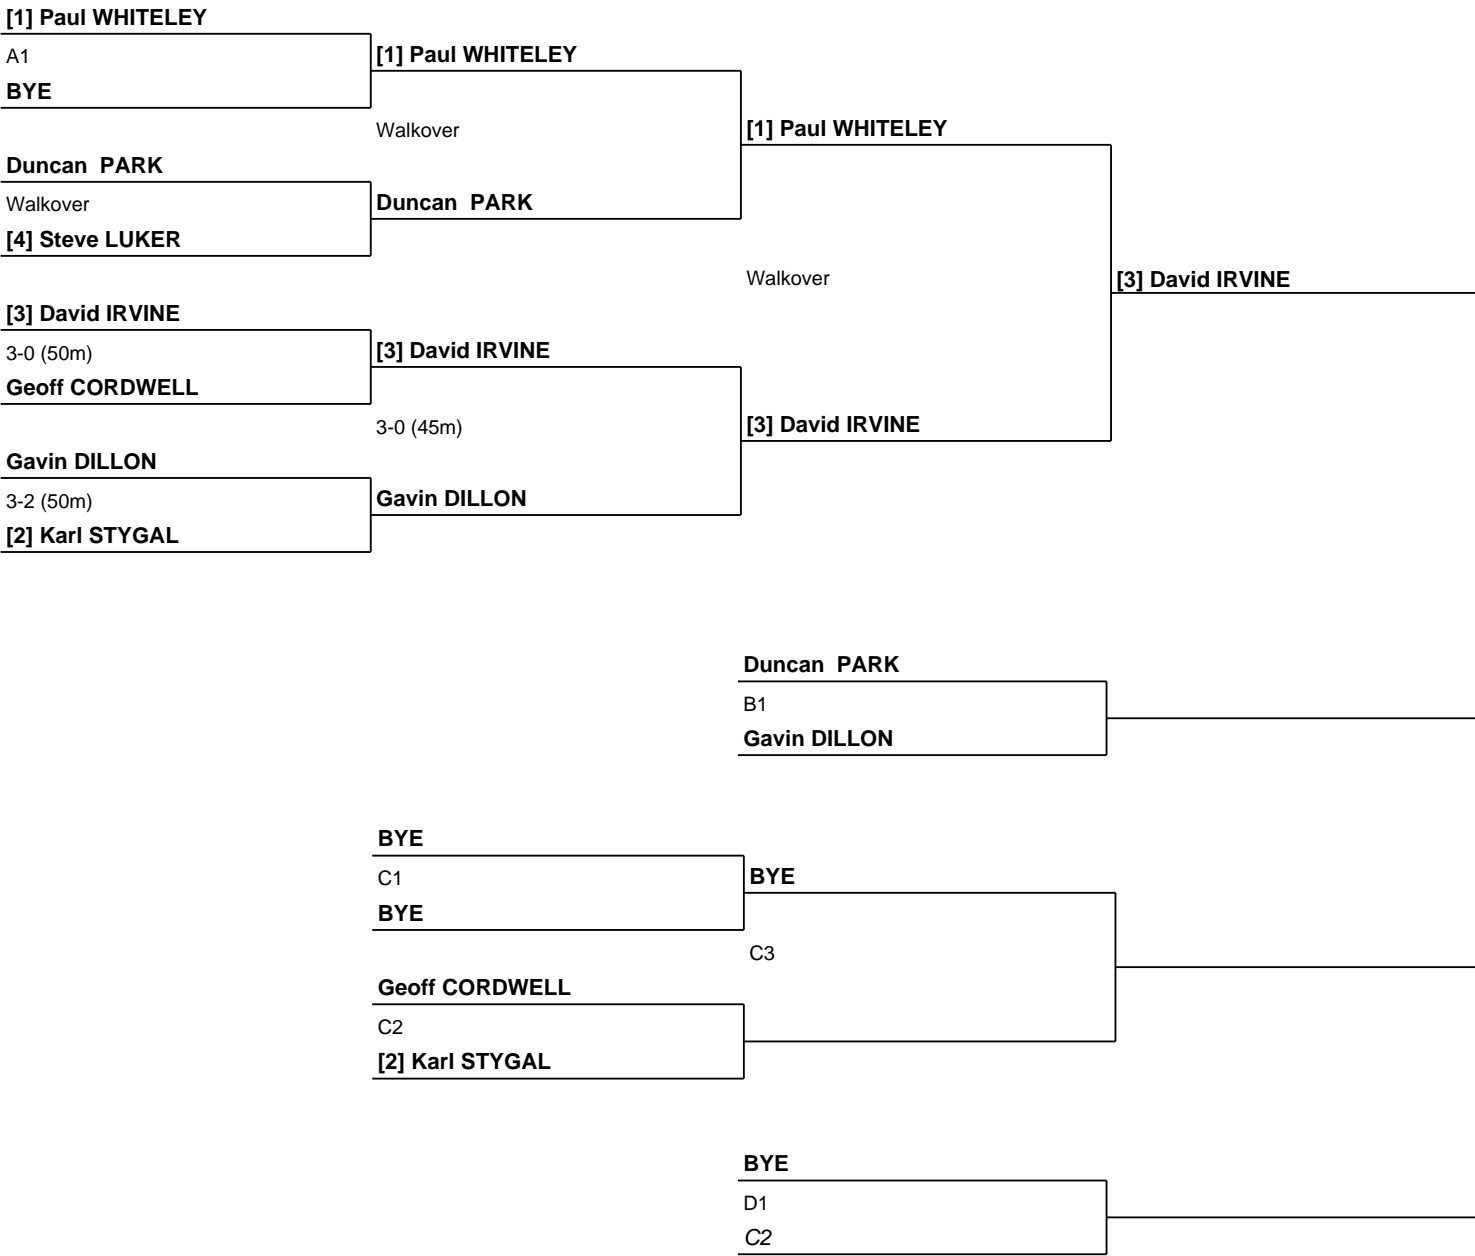 [1] Paul WHITELEY
A1
BYE
[1] Paul WHITELEY
Walkover
[1] Paul WHITELEY
Duncan  PARK
Walkover
[4] Steve LUKER
Duncan  PARK
Walkover
[3] David IRVINE
[3] David IRVINE
3-0 (50m)
Geoff CORDWELL
[3] David IRVINE
3-0 (45m)
[3] David IRVINE
Gavin DILLON
3-2 (50m)
[2] Karl STYGAL
Gavin DILLON
Duncan  PARK
B1
Gavin DILLON
BYE
C1
BYE
BYE
C3
Geoff CORDWELL
C2
[2] Karl STYGAL
BYE
D1
C2